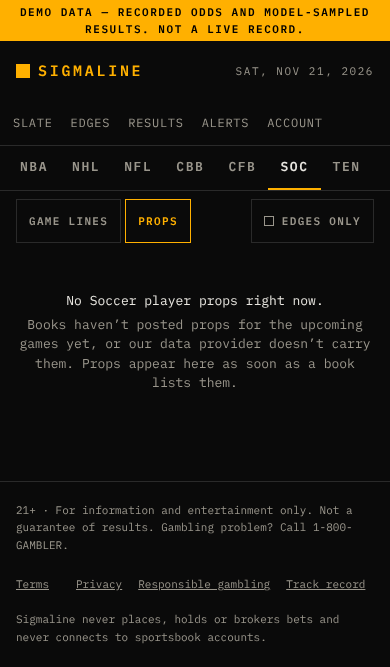 DEMO DATA — RECORDED ODDS AND MODEL-SAMPLED
RESULTS. NOT A LIVE RECORD.
SIGMALINE
SAT, NOV 21, 2026
SLATE EDGES RESULTS ALERTS ACCOUNT
NBA NHL NFL CBB CFB SOC TEN
GAME LINES PROPS EDGES ONLY
No Soccer player props right now.
Books haven’t posted props for the upcoming
games yet, or our data provider doesn’t carry
them. Props appear here as soon as a book
lists them.
21+ · For information and entertainment only. Not a
guarantee of results. Gambling problem? Call 1-800-
GAMBLER.
Terms Privacy Responsible gambling Track record
Sigmaline never places, holds or brokers bets and
never connects to sportsbook accounts.